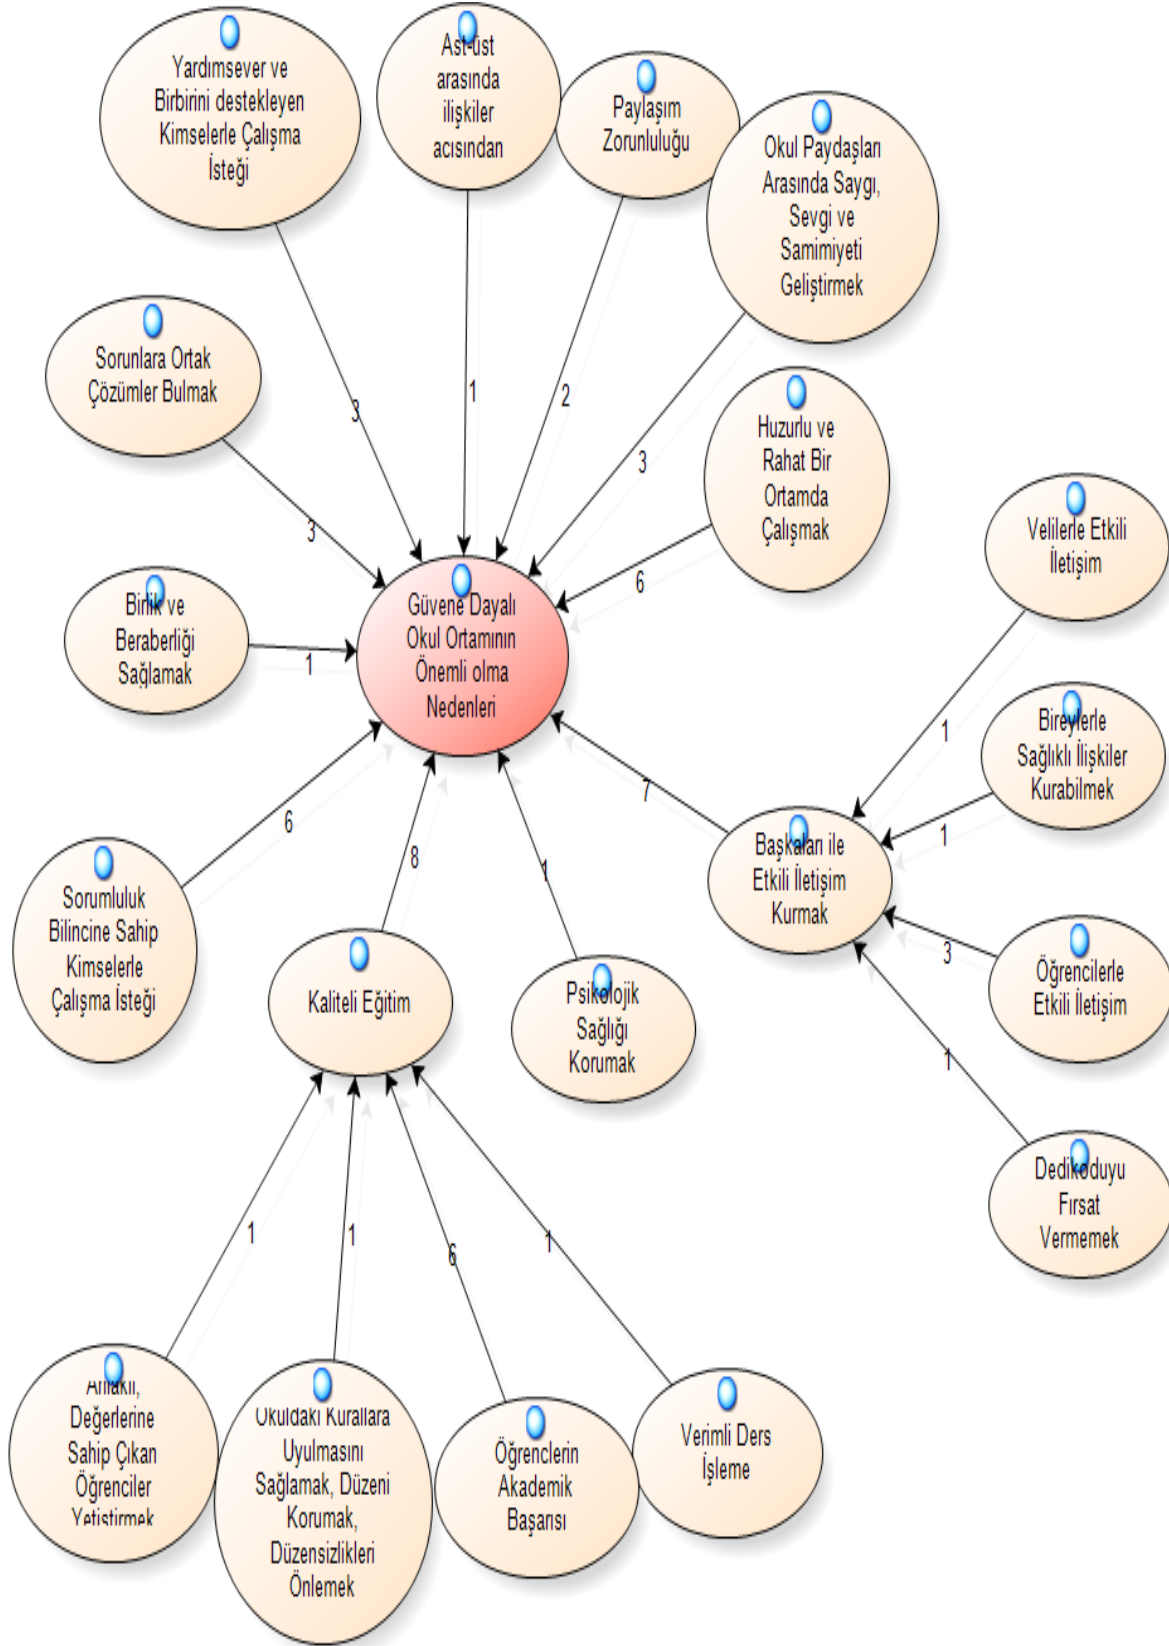 Yardımsever ve
Birbirini destekleyen
Kimselerle Çalışma
İsteği
Ast-üst
arasında
ilişkiler
acısından
Paylaşım
Zorunluluğu
Okul Paydaşları
Arasında Saygı,
Sevgi ve
Samimiyeti
Geliştirmek
Sorunlara Ortak
Çözümler Bulmak
Huzurlu ve
Rahat Bir
Ortamda
Çalışmak
3
1
2
3
3
6
Velilerle Etkili
İletişim
Birlik ve
Beraberliği
Sağlamak
1
Güvene Dayalı
Okul Ortamının
Önemli olma
Nedenleri
Bireylerle
Sağlıklı İlişkiler
Kurabilmek
1
1
7
6
8
1
Başkaları ile
Etkili İletişim
Kurmak
Sorumluluk
Bilincine Sahip
Kimselerle
Çalışma İsteği
Kaliteli Eğitim
Psikolojik
Sağlığı
Korumak
3
Öğrencilerle
Etkili İletişim
1
Dedikoduyu
Fırsat
Vermemek
1
1
6
1
Ahlaklı,
Değerlerine
Sahip Çıkan
Öğrenciler
Yetiştirmek
Okuldaki Kurallara
Uyulmasını
Sağlamak, Düzeni
Korumak,
Düzensizlikleri
Önlemek
Öğrenclerin
Akademik
Başarısı
Verimli Ders
İşleme